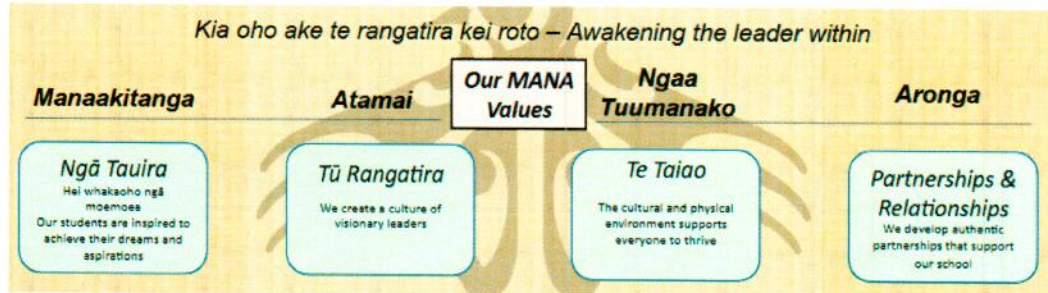 Kia oho ake te rangatira kei roto – Awakening the leader within
Manaakitanga
Atamai
Our MANA
Values
Ngaa
Tuumanako
Aronga
Ngā Tauira
Hei whakaoho ngā
moemoea
Our students are inspired to
achieve their dreams and
aspirations
Tū Rangatira
We create a culture of
visionary leaders
Te Taiao
The cultural and physical
environment supports
everyone to thrive
Partnerships &
Relationships
We develop authentic
partnerships that support
our school